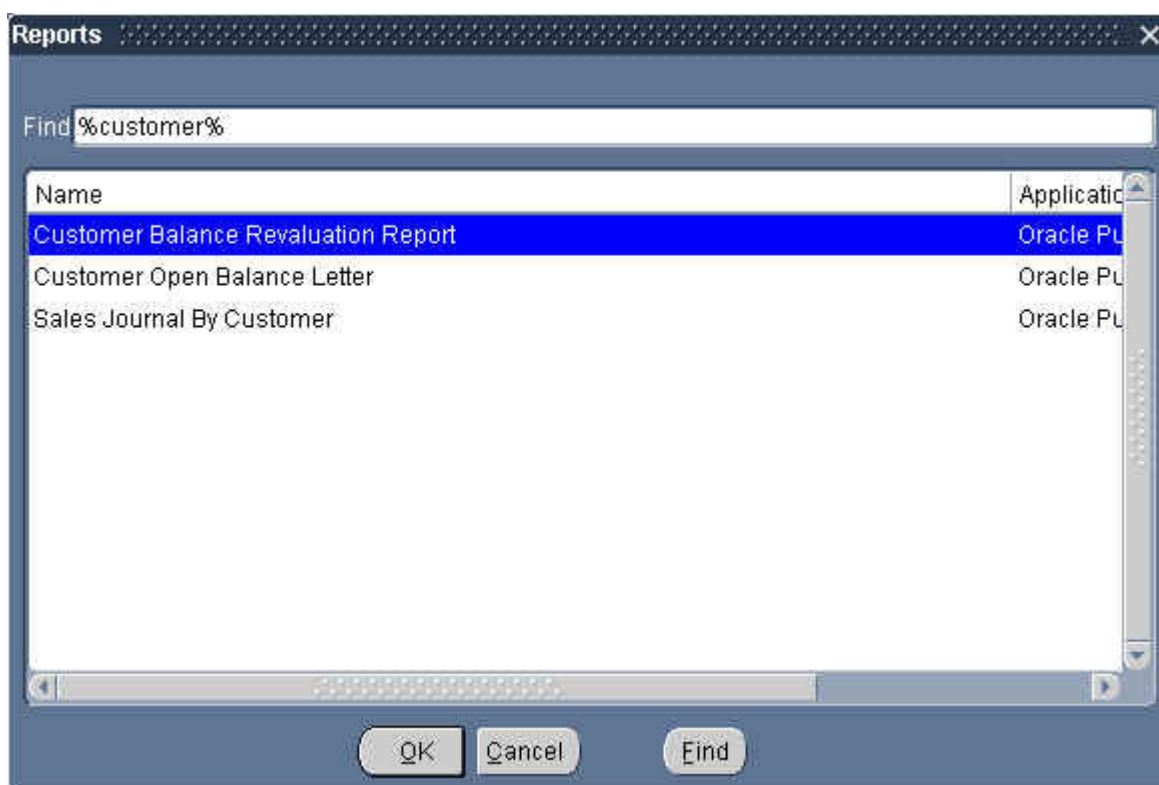 Reports
Find %customer%
Name Applicatio
Customer Balance Revaluation Report Oracle Pu
Customer Open Balance Letter Oracle Pu
Sales Journal By Customer Oracle Pu
OK Cancel Find